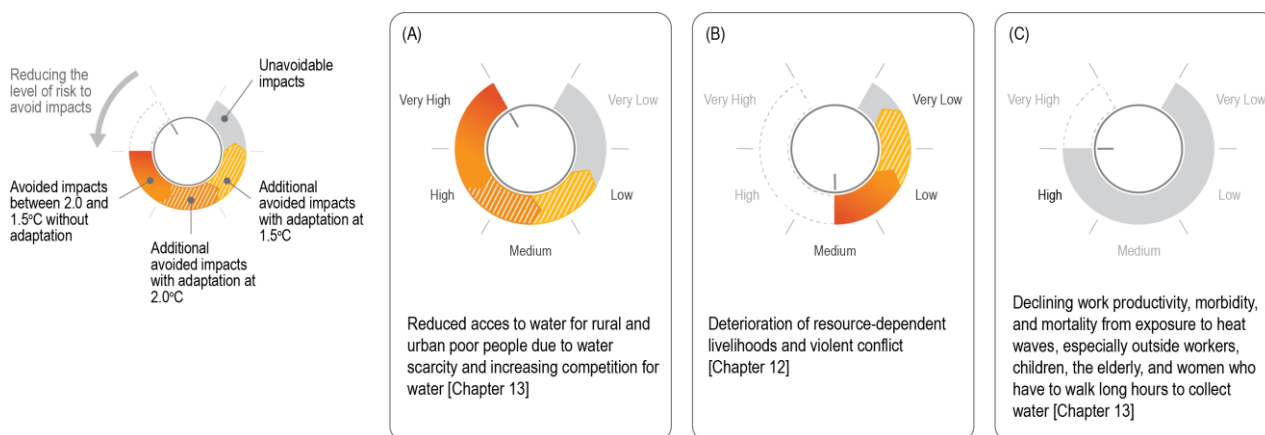 Reducing the
level of risk to
avoid impacts
Unavoidable
impacts
Avoided impacts
between 2.0 and
1.5ºC without
adaptation
Additional
avoided impacts
with adaptation at
1.5ºC
Additional
avoided impacts
with adaptation at
2.0ºC
(A)
Very High
Very Low
High
Low
Medium
Reduced acces to water for rural and
urban poor people due to water
scarcity and increasing competition for
water [Chapter 13]
(B)
Very High
Very Low
High
Low
Medium
Deterioration of resource-dependent
livelihoods and violent conflict
[Chapter 12]
(C)
Very High
Very Low
High
Low
Medium
Declining work productivity, morbidity,
and mortality from exposure to heat
waves, especially outside workers,
children, the elderly, and women who
have to walk long hours to collect
water [Chapter 13]